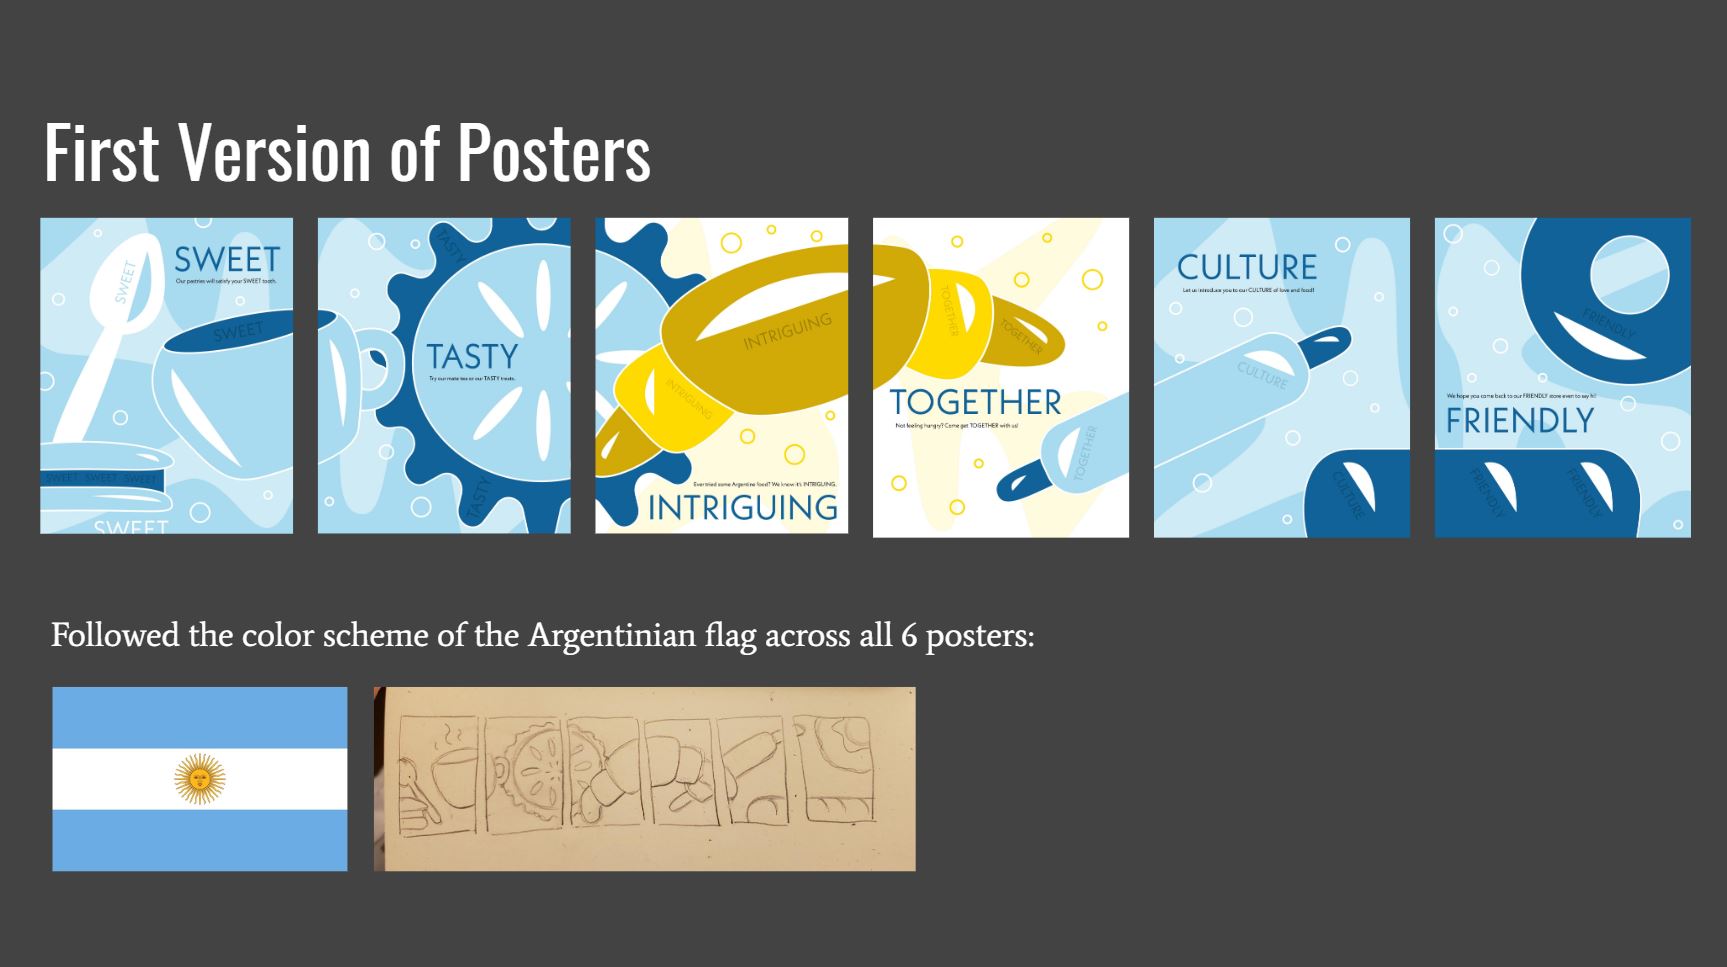 First Version of Posters
SWEET
Our pastries will satisfy your SWEET tooth.
SWEET
SWEET
SWEET SWEET SWEET
SWEET
TASTY
TASTY
Try our mate tea or our TASTY treats.
TASTY
INTRIGUING
INTRIGUING
Ever tried some Argentine food? We know it's INTRIGUING.
INTRIGUING
TOGETHER
TOGETHER
TOGETHER
Not feeling hungry? Come get TOGETHER with us!
TOGETHER
CULTURE
Let us introduce you to our CULTURE of love and food!
CULTURE
CULTURE
FRIENDLY
We hope you come back to our FRIENDLY store even to say hi!
FRIENDLY
FRIENDLY
FRIENDLY
Followed the color scheme of the Argentinian flag across all 6 posters: